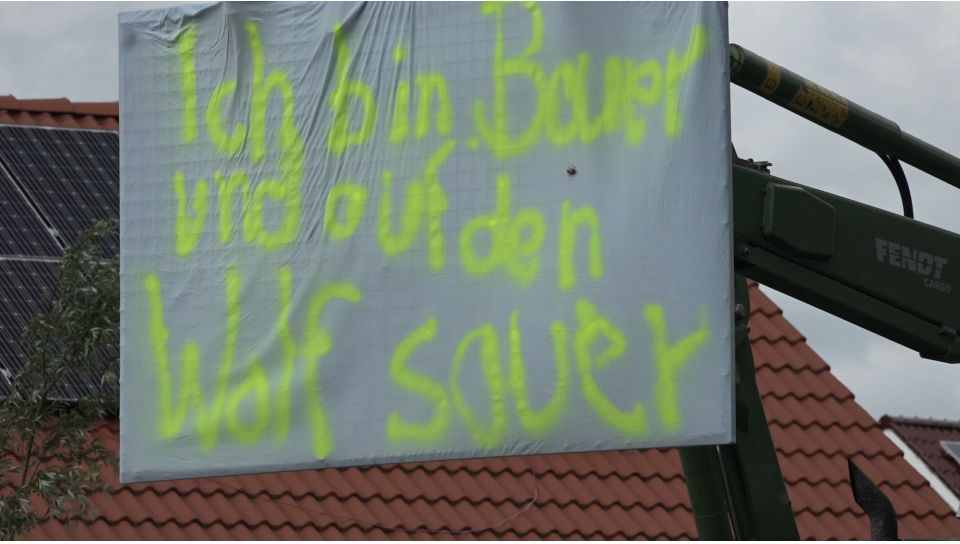 Ich bin Bauer
und auf den
Wolf sauer
FENDT
CARGO